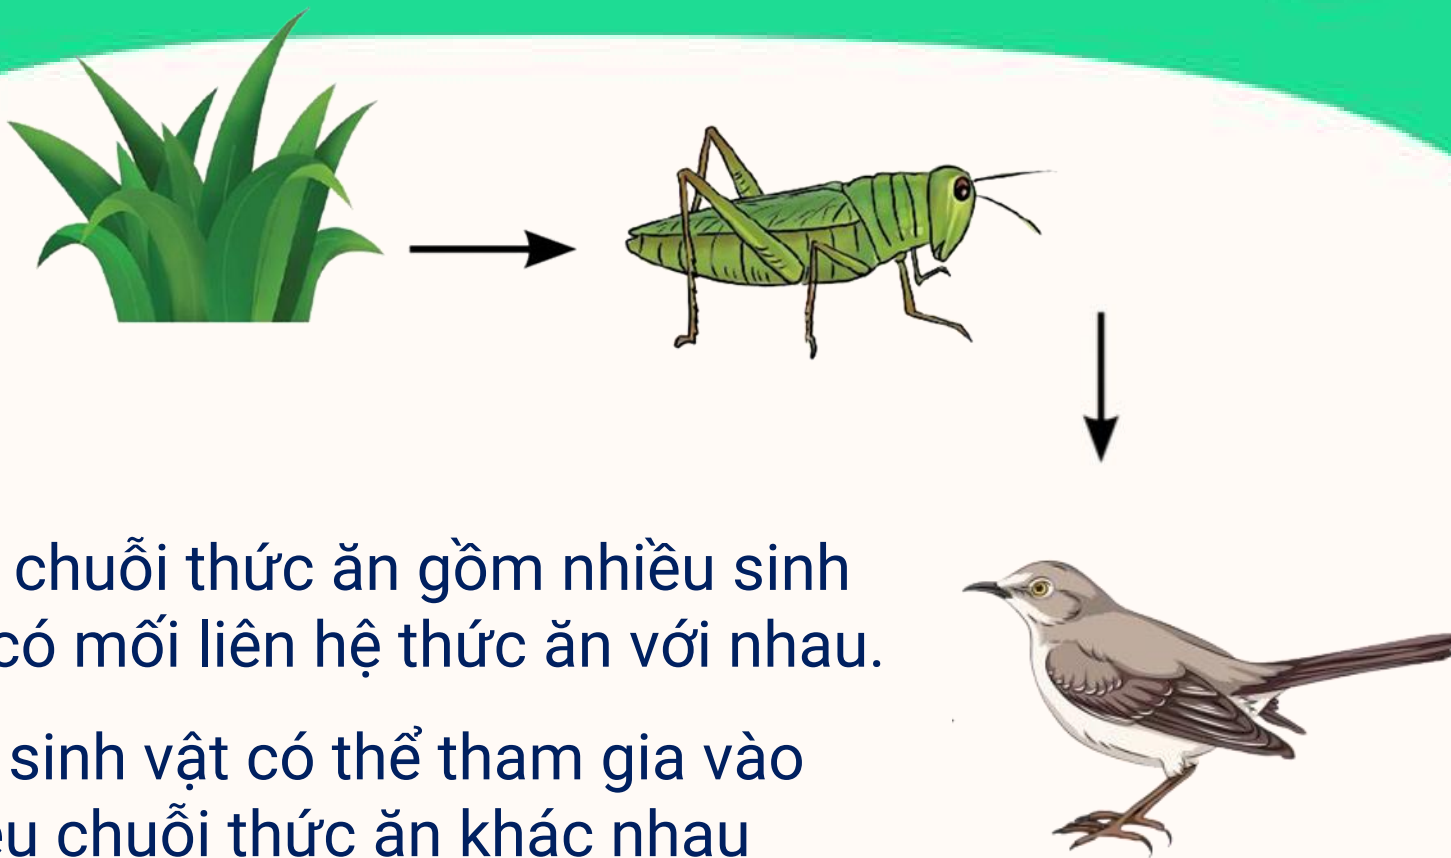 chuỗi thức ăn gồm nhiều sinh
có mối liên hệ thức ăn với nhau.
sinh vật có thể tham gia vào
chuỗi thức ăn khác nhau